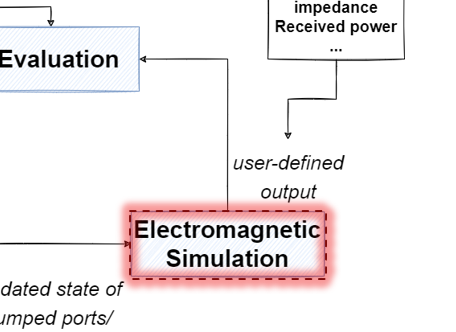 impedance
Received power
...
Evaluation
user-defined
output
Electromagnetic
Simulation
dated state of
umped ports/